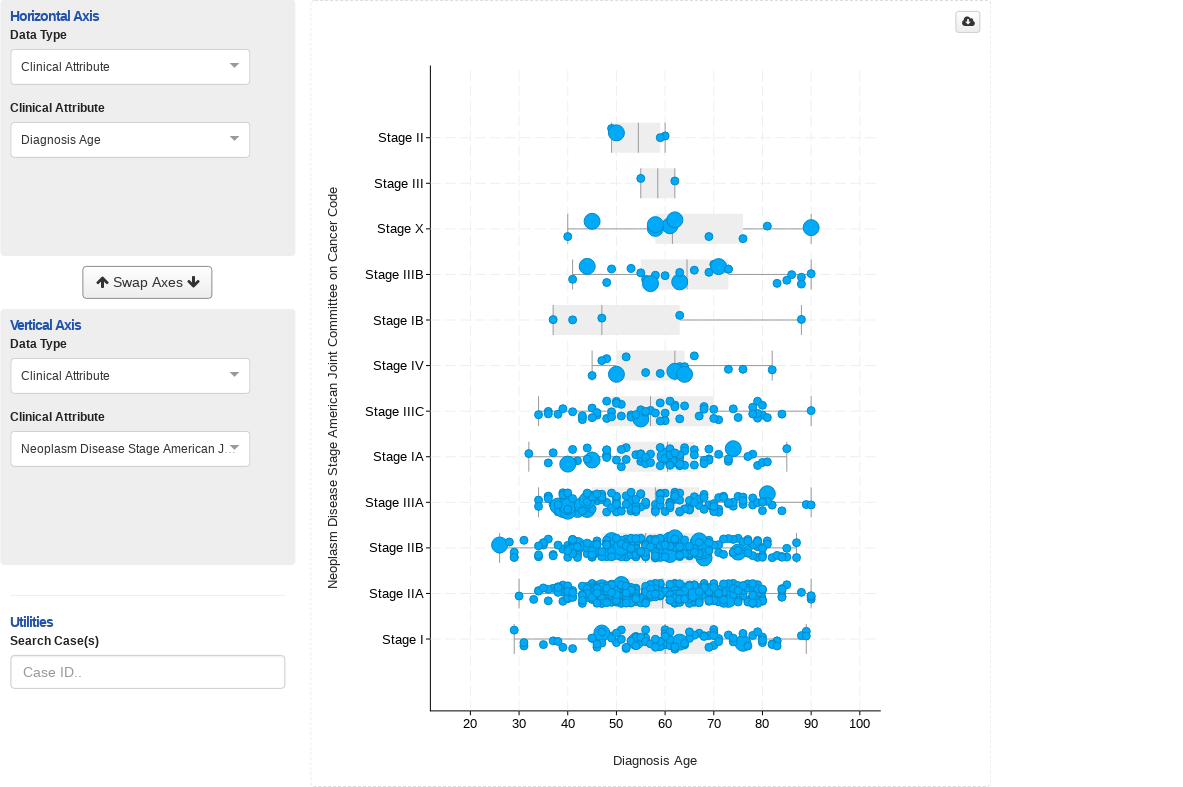 Horizontal Axis
Data Type
Clinical Attribute
Clinical Attribute
Diagnosis Age
Swap Axes
Vertical Axis
Data Type
Clinical Attribute
Clinical Attribute
Neoplasm Disease Stage American J...
Utilities
Search Case(s)
Case ID..
Neoplasm Disease Stage American Joint Committee on Cancer Code
Stage II
Stage III
Stage X
Stage IIIB
Stage IB
Stage IV
Stage IIIC
Stage IA
Stage IIIA
Stage IIB
Stage IIA
Stage I
20 30 40 50 60 70 80 90 100
Diagnosis Age